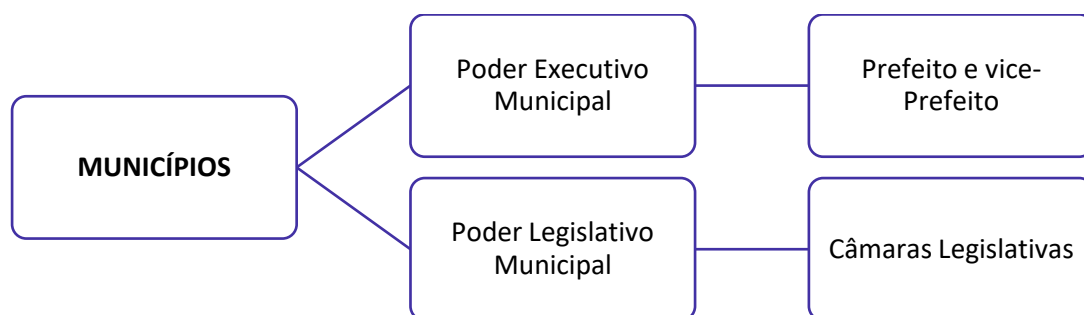 MUNICÍPIOS
Poder Executivo
Municipal
Prefeito e vice-
Prefeito
Poder Legislativo
Municipal
Câmaras Legislativas